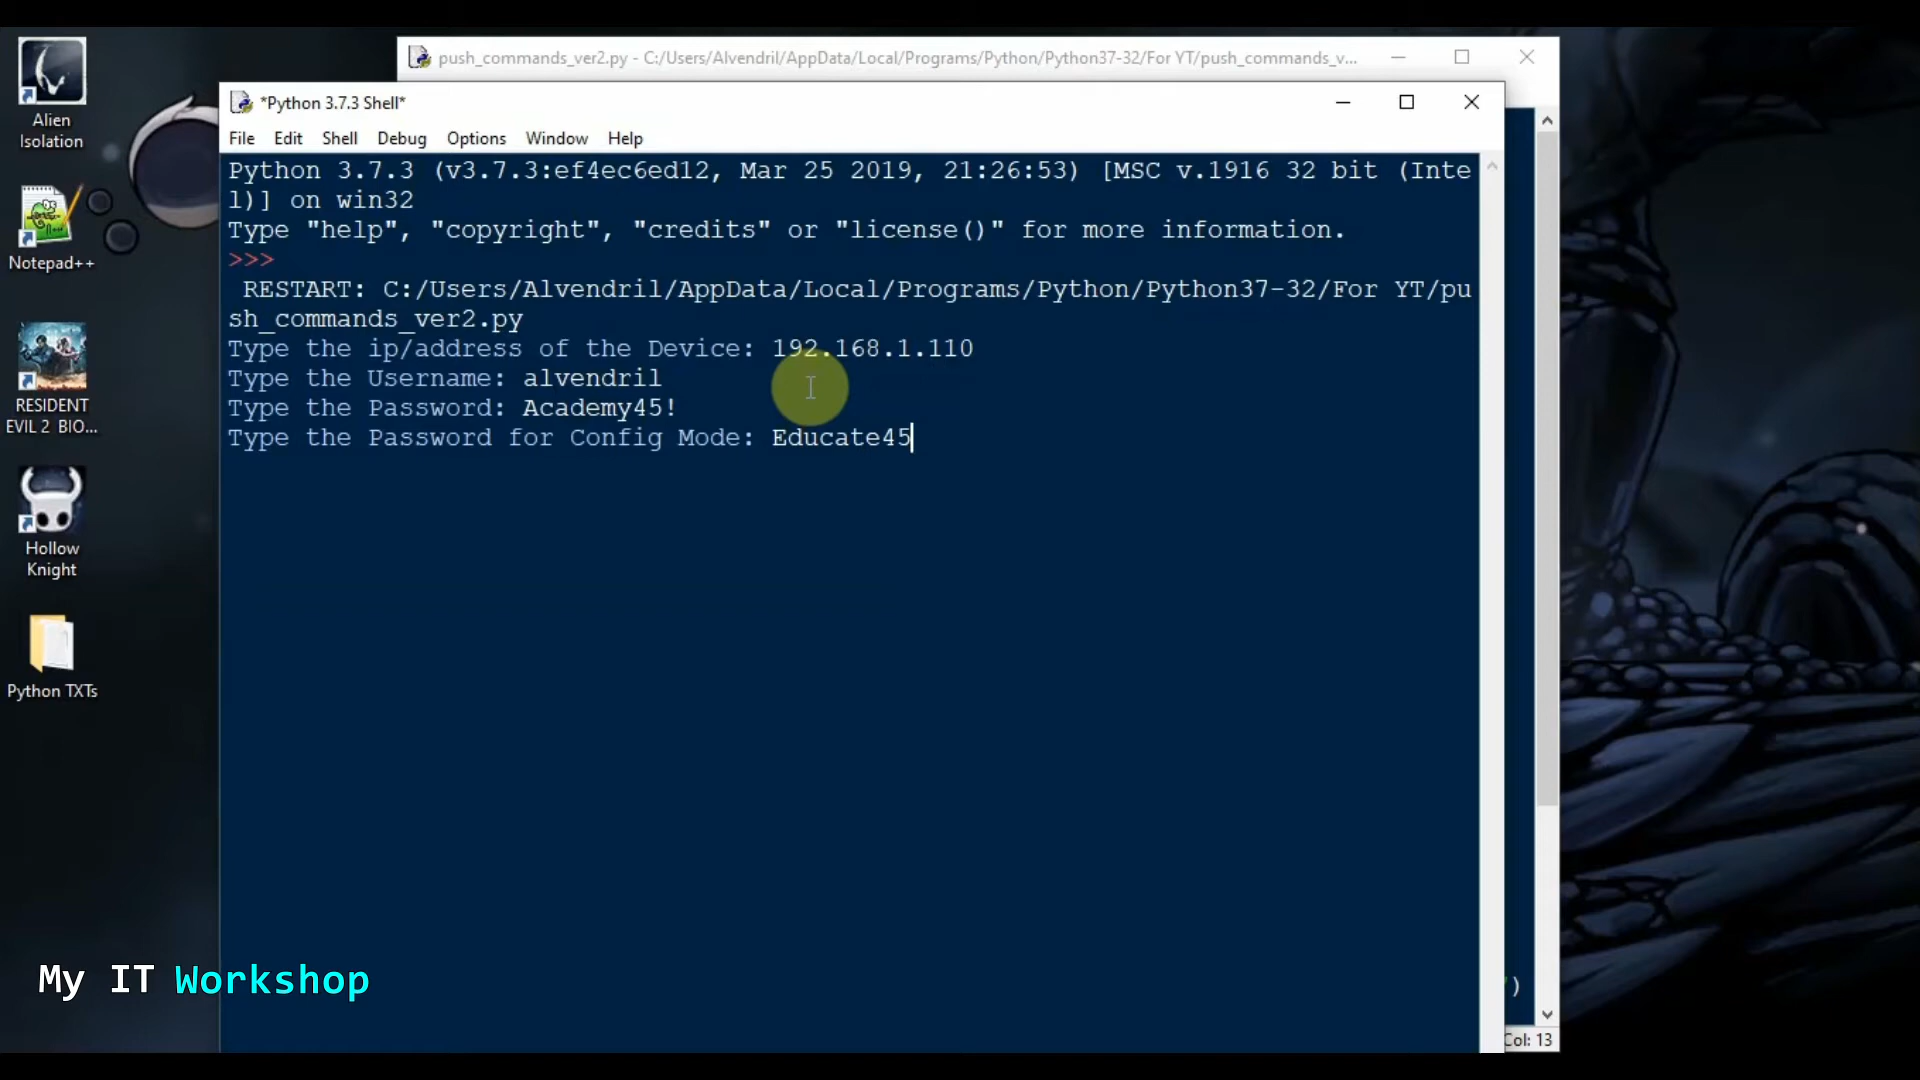 push_commands_ver2.py - C:/Users/Alvendril/AppData/Local/Programs/Python/Python37-32/For YT/push_commands_v...
*Python 3.7.3 Shell*
File Edit Shell Debug Options Window Help
Python 3.7.3 (v3.7.3:ef4ec6ed12, Mar 25 2019, 21:26:53) [MSC v.1916 32 bit (Inte
l)] on win32
Type "help", "copyright", "credits" or "license()" for more information.
>>>
RESTART: C:/Users/Alvendril/AppData/Local/Programs/Python/Python37-32/For YT/pu
sh_commands_ver2.py
Type the ip/address of the Device: 192.168.1.110
Type the Username: alvendril
Type the Password: Academy45!
Type the Password for Config Mode: Educate45
Alien
Isolation
Notepad++
RESIDENT
EVIL 2 BIO...
Hollow
Knight
Python TXTs
My IT Workshop
')
Col: 13